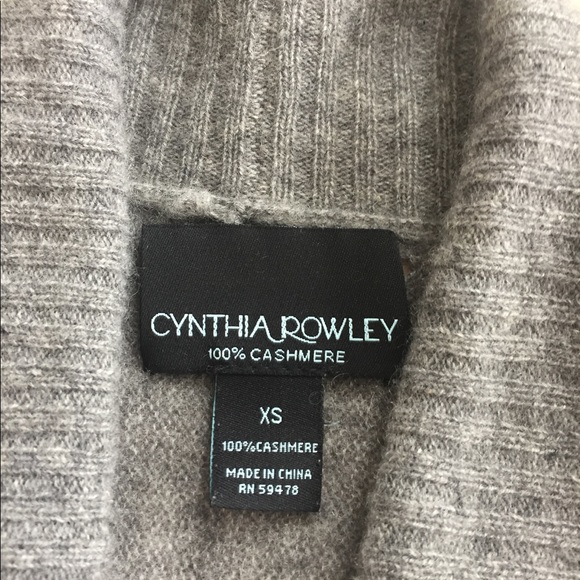 CYNTHIA ROWLEY
100% CASHMERE
XS
100%CASHMERE
MADE IN CHINA
RN 59478